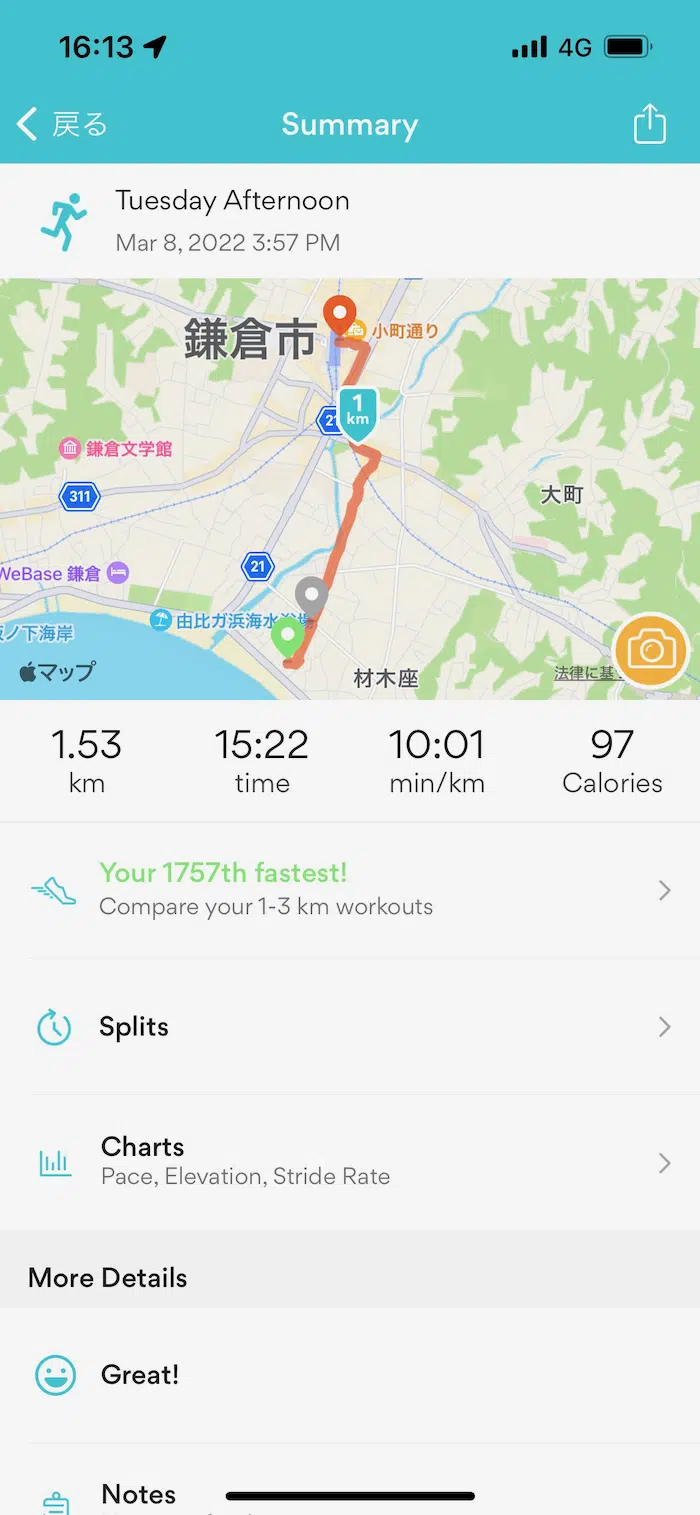 16:13
4G
戻る
Summary
Tuesday Afternoon
Mar 8, 2022 3:57 PM
鎌倉市
小町通り
1
km
21
鎌倉文学館
311
大町
21
WeBase 鎌倉
由比ガ浜海水浴場
ノ下海岸
マップ
材木座
法律に基
1.53
km
15:22
time
10:01
min/km
97
Calories
Your 1757th fastest!
Compare your 1-3 km workouts
Splits
Charts
Pace, Elevation, Stride Rate
More Details
Great!
Notes